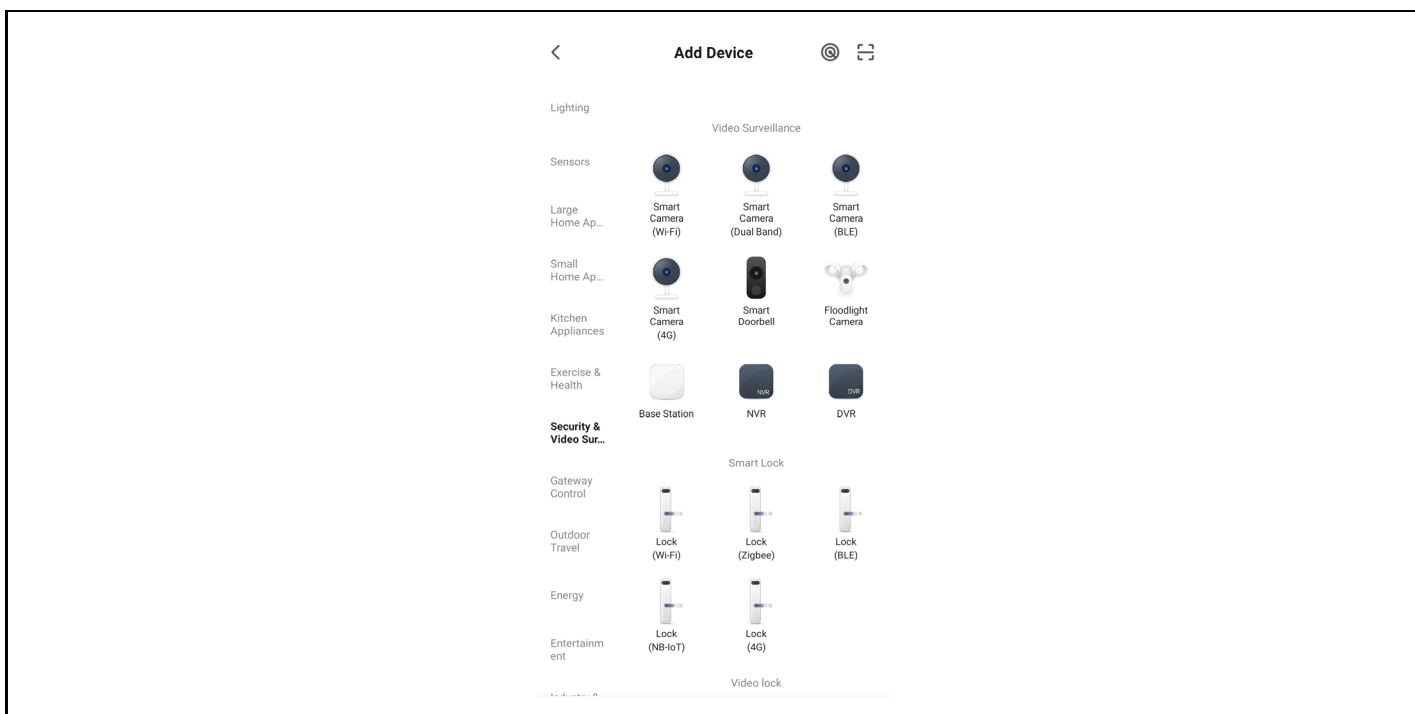 Add Device
Lighting
Sensors
Large
Home Ap...
Small
Home Ap...
Kitchen
Appliances
Exercise &
Health
Security &
Video Sur...
Gateway
Control
Outdoor
Travel
Energy
Entertainm
ent
Industry &
Video Surveillance
Smart
Camera
(Wi-Fi)
Smart
Camera
(Dual Band)
Smart
Camera
(BLE)
Smart
Camera
(4G)
Smart
Doorbell
Floodlight
Camera
Base Station
NVR
NVR
DVR
DVR
Smart Lock
Lock
(Wi-Fi)
Lock
(Zigbee)
Lock
(BLE)
Lock
(NB-IoT)
Lock
(4G)
Video lock